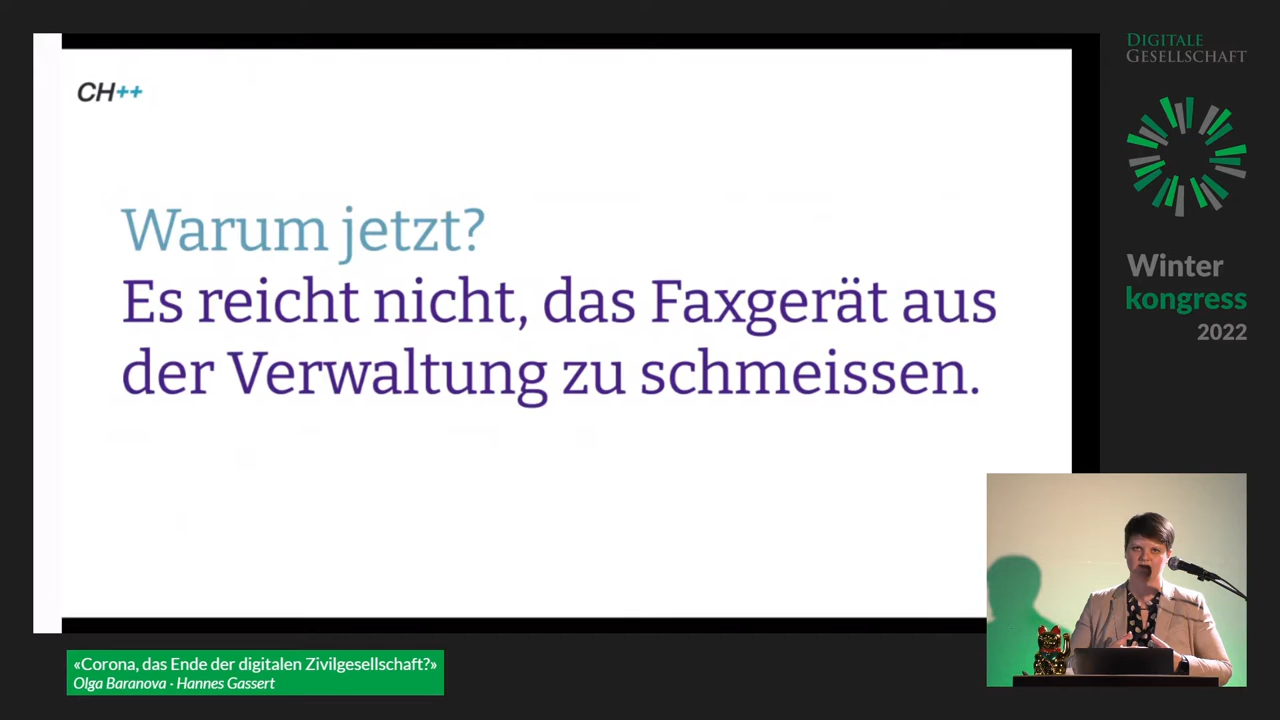 CH++
Warum jetzt?
Es reicht nicht, das Faxgerät aus
der Verwaltung zu schmeissen.
DIGITALE
GESELLSCHAFT
Winter
kongress
2022
«Corona, das Ende der digitalen Zivilgesellschaft?»
Olga Baranova · Hannes Gassert